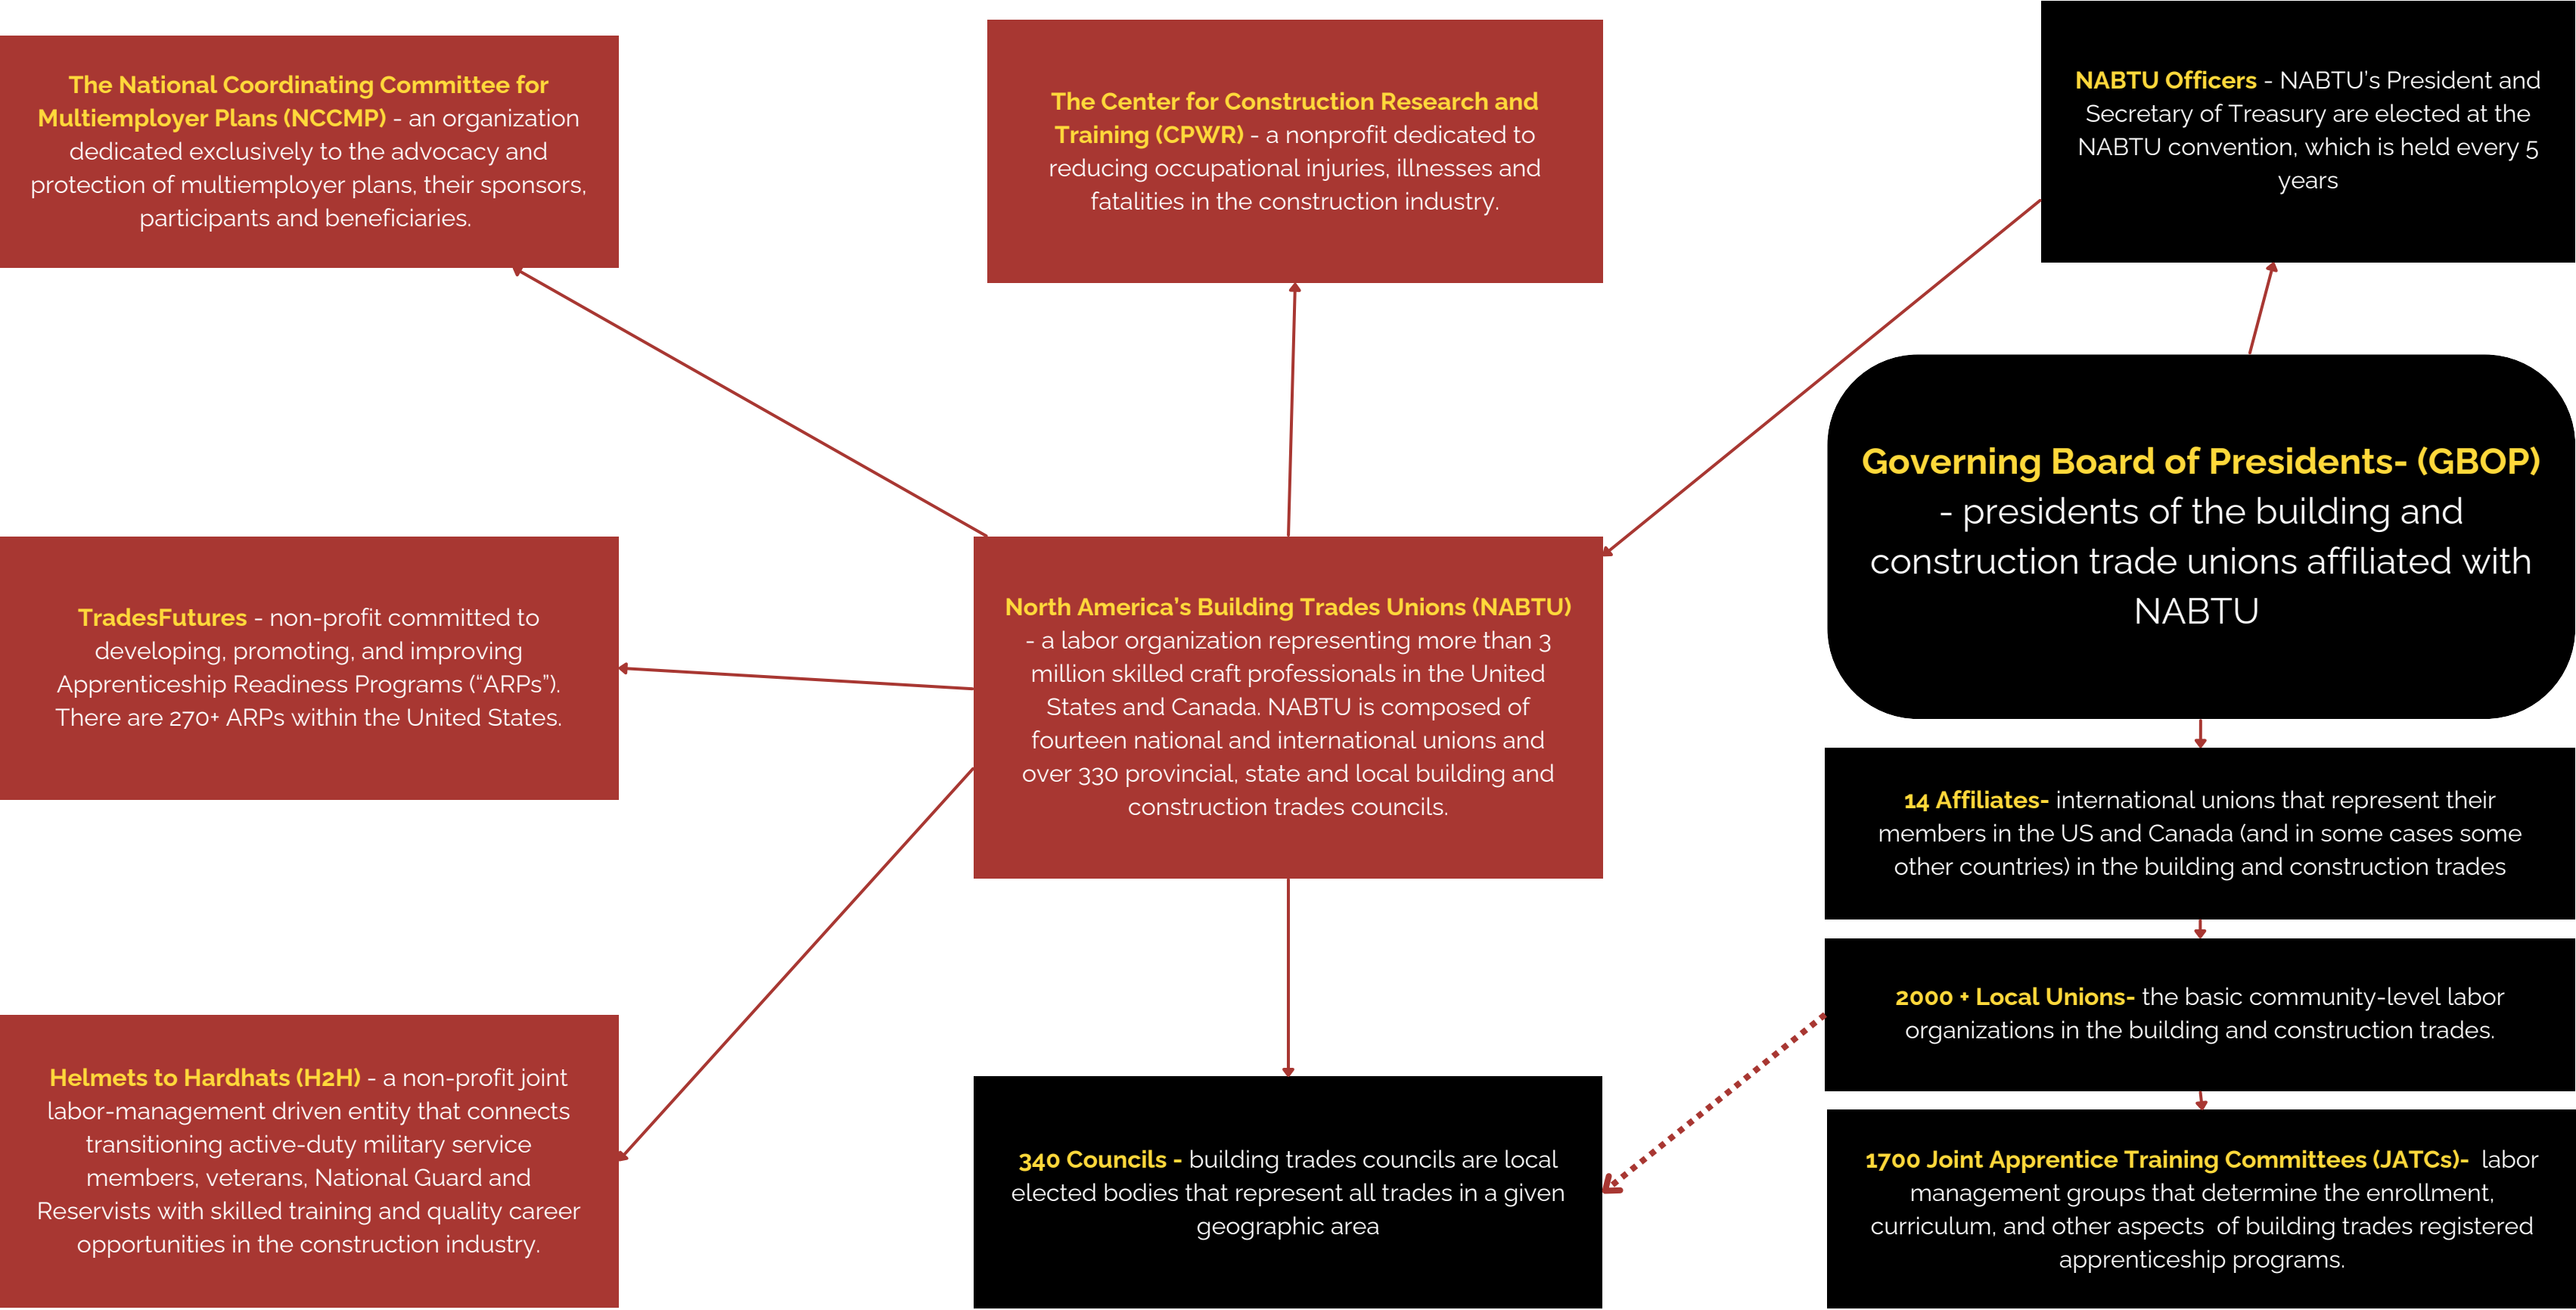 The National Coordinating Committee for
Multiemployer Plans (NCCMP) - an organization
dedicated exclusively to the advocacy and
protection of multiemployer plans, their sponsors,
participants and beneficiaries.
The Center for Construction Research and
Training (CPWR) - a nonprofit dedicated to
reducing occupational injuries, illnesses and
fatalities in the construction industry.
NABTU Officers - NABTU’s President and
Secretary of Treasury are elected at the
NABTU convention, which is held every 5
years
Governing Board of Presidents- (GBOP)
- presidents of the building and
construction trade unions affiliated with
NABTU
TradesFutures - non-profit committed to
developing, promoting, and improving
Apprenticeship Readiness Programs (“ARPs”).
There are 270+ ARPs within the United States.
North America’s Building Trades Unions (NABTU)
- a labor organization representing more than 3
million skilled craft professionals in the United
States and Canada. NABTU is composed of
fourteen national and international unions and
over 330 provincial, state and local building and
construction trades councils.
14 Affiliates- international unions that represent their
members in the US and Canada (and in some cases some
other countries) in the building and construction trades
2000 + Local Unions- the basic community-level labor
organizations in the building and construction trades.
Helmets to Hardhats (H2H) - a non-profit joint
labor-management driven entity that connects
transitioning active-duty military service
members, veterans, National Guard and
Reservists with skilled training and quality career
opportunities in the construction industry.
340 Councils - building trades councils are local
elected bodies that represent all trades in a given
geographic area
1700 Joint Apprentice Training Committees (JATCs)- labor
management groups that determine the enrollment,
curriculum, and other aspects of building trades registered
apprenticeship programs.